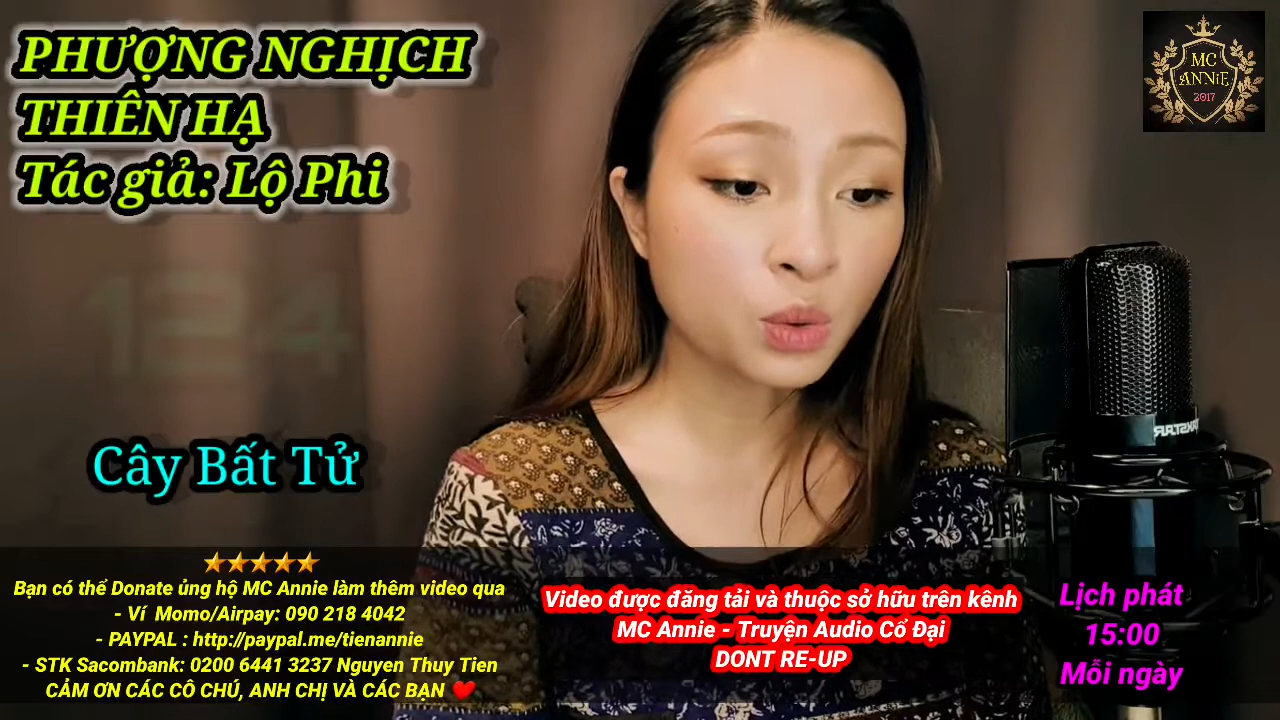 PHƯỢNG NGHỊCH
THIÊN HẠ
Tác giả: Lộ Phi
MC
ANNiE
2017
124
TAKSTAR
Cây Bất Tử
Bạn có thể Donate ủng hộ MC Annie làm thêm video qua
- Ví Momo/Airpay: 090 218 4042
- PAYPAL : http://paypal.me/tienannie
- STK Sacombank: 0200 6441 3237 Nguyen Thuy Tien
CẢM ƠN CÁC CÔ CHÚ, ANH CHỊ VÀ CÁC BẠN ❤️
Video được đăng tải và thuộc sở hữu trên kênh
MC Annie - Truyện Audio Cổ Đại
DONT RE-UP
Lịch phát
15:00
Mỗi ngày